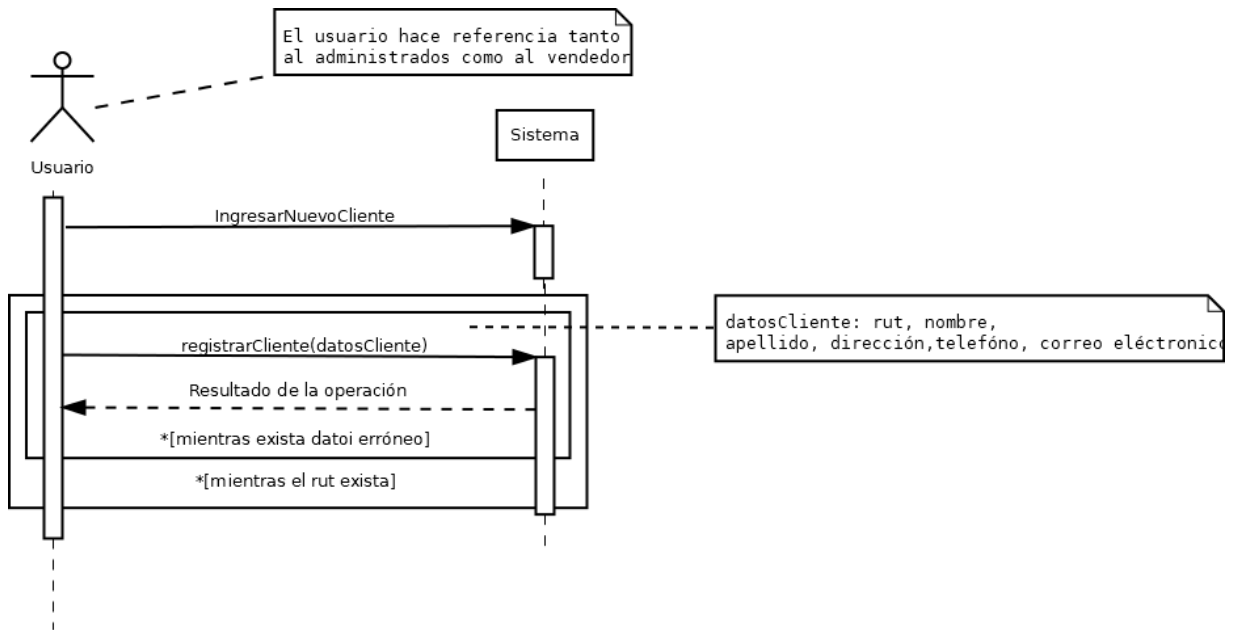 El usuario hace referencia tanto
al administrados como al vendedor
Sistema
Usuario
IngresarNuevoCliente
datosCliente: rut, nombre,
apellido, dirección,telefóno, correo eléctronico
registrarCliente(datosCliente)
Resultado de la operación
*[mientras exista datoi erróneo]
*[mientras el rut exista]